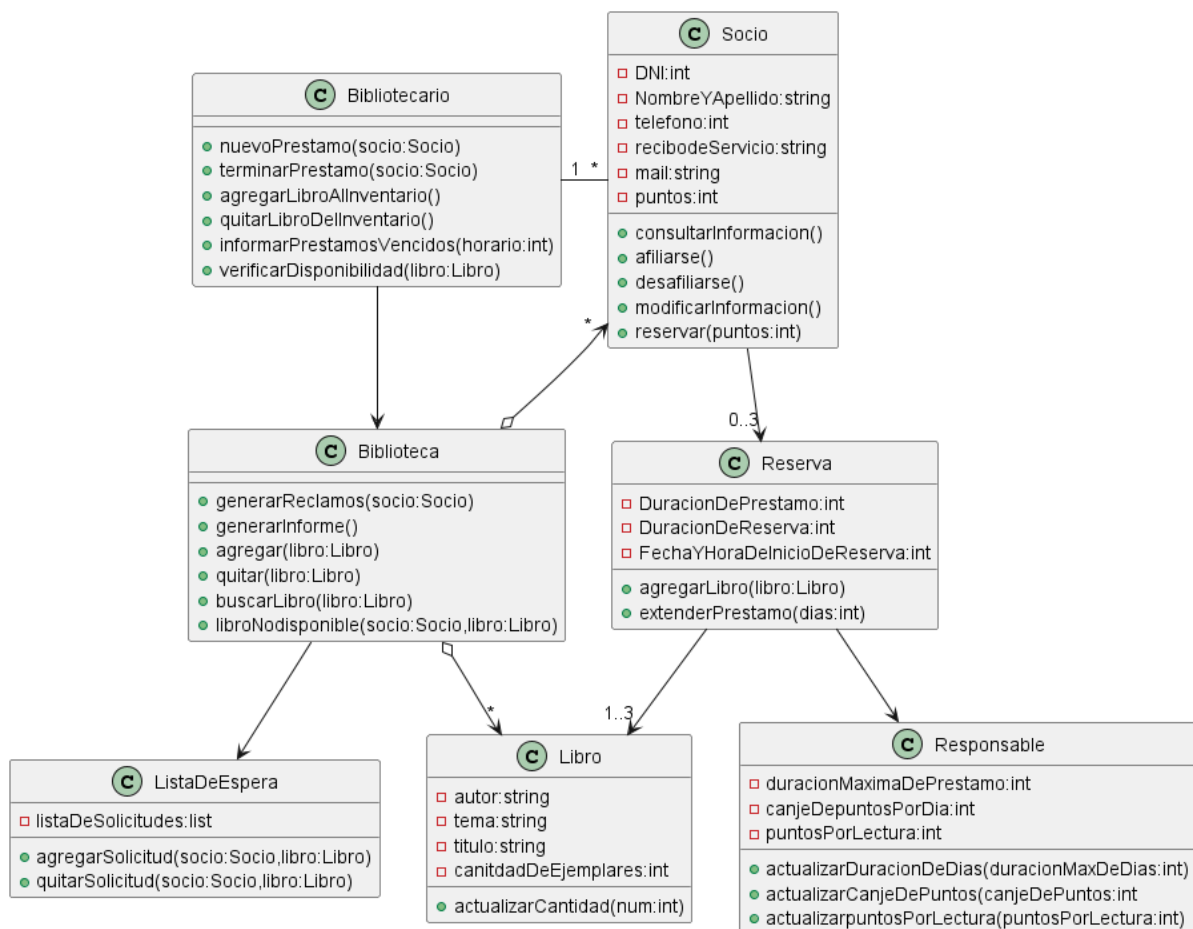 C Socio
DNI:int
NombreYApellido:string
telefono:int
recibodeServicio:string
mail:string
puntos:int
consultarInformacion()
afiliarse()
desafiliarse()
modificarInformacion()
reservar(puntos:int)
C Bibliotecario
nuevoPrestamo(socio:Socio)
terminarPrestamo(socio:Socio)
agregarLibroAlInventario()
quitarLibroDelInventario()
informarPrestamosVencidos(horario:int)
verificarDisponibilidad(libro:Libro)
1 *
*
0..3
C Biblioteca
generarReclamos(socio:Socio)
generarInforme()
agregar(libro:Libro)
quitar(libro:Libro)
buscarLibro(libro:Libro)
libroNodisponible(socio:Socio,libro:Libro)
C Reserva
DuracionDePrestamo:int
DuracionDeReserva:int
FechaYHoraDeInicioDeReserva:int
agregarLibro(libro:Libro)
extenderPrestamo(dias:int)
*
1..3
C ListaDeEspera
listaDeSolicitudes:list
agregarSolicitud(socio:Socio,libro:Libro)
quitarSolicitud(socio:Socio,libro:Libro)
C Libro
autor:string
tema:string
titulo:string
canitdadDeEjemplares:int
actualizarCantidad(num:int)
C Responsable
duracionMaximaDePrestamo:int
canjeDepuntosPorDia:int
puntosPorLectura:int
actualizarDuracionDeDias(duracionMaxDeDias:int)
actualizarCanjeDePuntos(canjeDePuntos:int
actualizarpuntosPorLectura(puntosPorLectura:int)